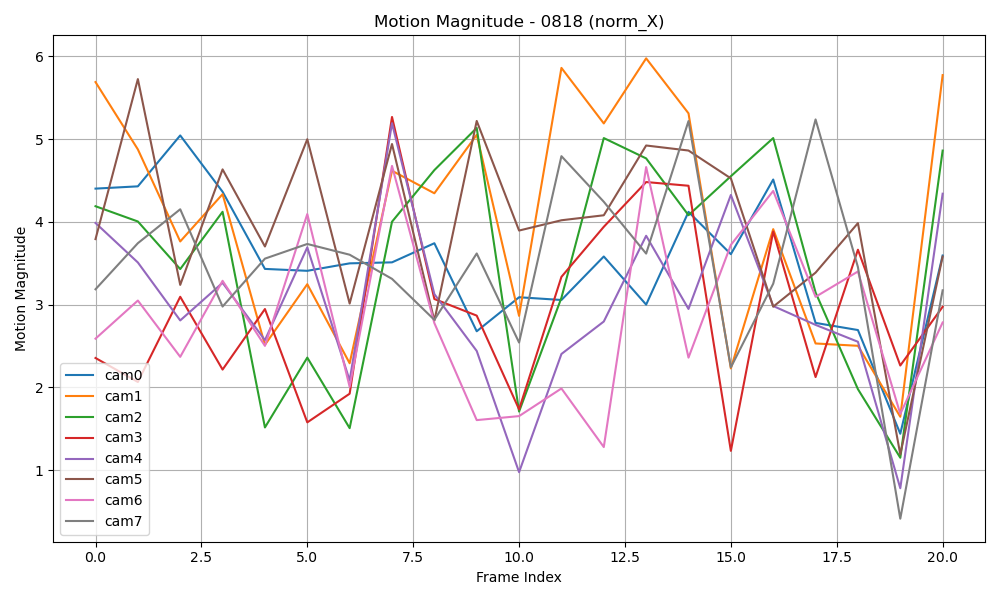 Motion Magnitude - 0818 (norm_X)
Motion Magnitude
6
5
4
3
2
1
cam0
cam1
cam2
cam3
cam4
cam5
cam6
cam7
0.0 2.5 5.0 7.5 10.0 12.5 15.0 17.5 20.0
Frame Index